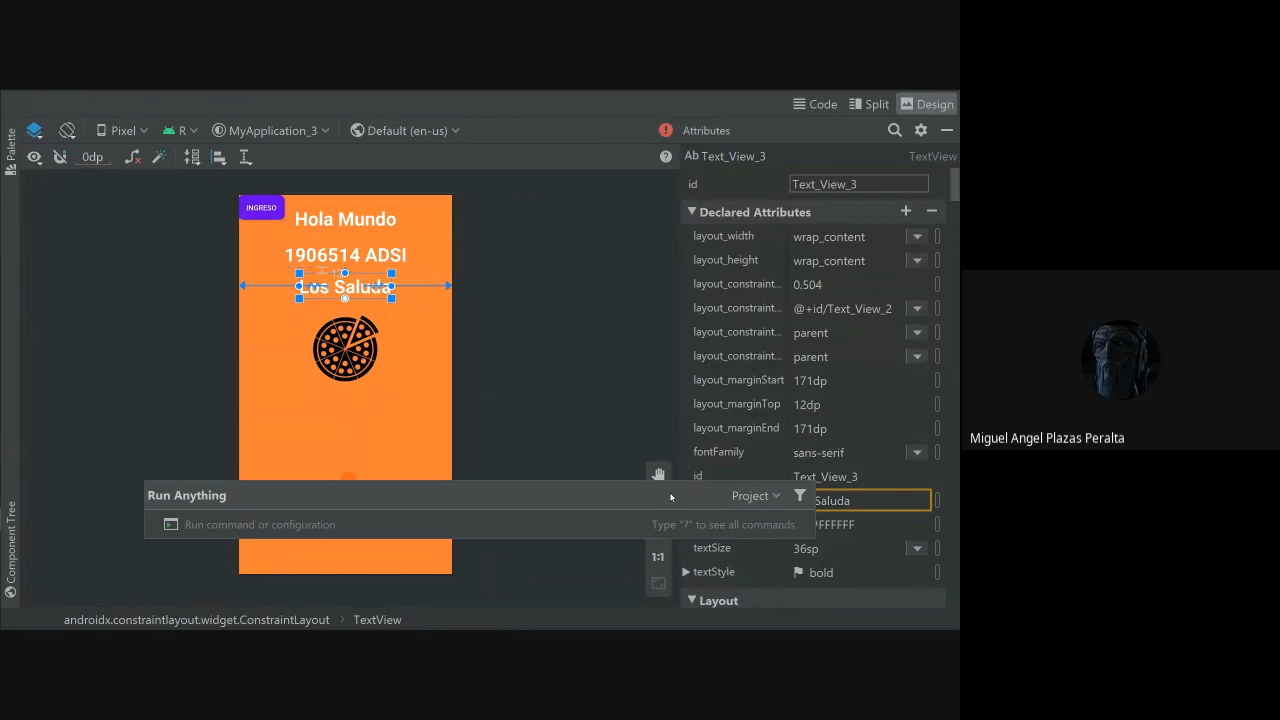 Code Split Design
Palette
Pixel R MyApplication_3 Default (en-us)
Attributes
0dp
Ab Text_View_3 TextView
id Text_View_3
Declared Attributes
layout_width wrap_content
layout_height wrap_content
layout_constraint... 0.504
layout_constraint... @+id/Text_View_2
layout_constraint... parent
layout_constraint... parent
layout_marginStart 171dp
layout_marginTop 12dp
layout_marginEnd 171dp
fontFamily sans-serif
id Text_View_3
Saluda
#FFFFFF
textSize 36sp
textStyle bold
Layout
INGRESO
Hola Mundo
1906514 ADSI
Los Saluda
Run Anything Project
Run command or configuration Type "?" to see all commands
1:1
Component Tree
androidx.constraintlayout.widget.ConstraintLayout › TextView
Miguel Angel Plazas Peralta